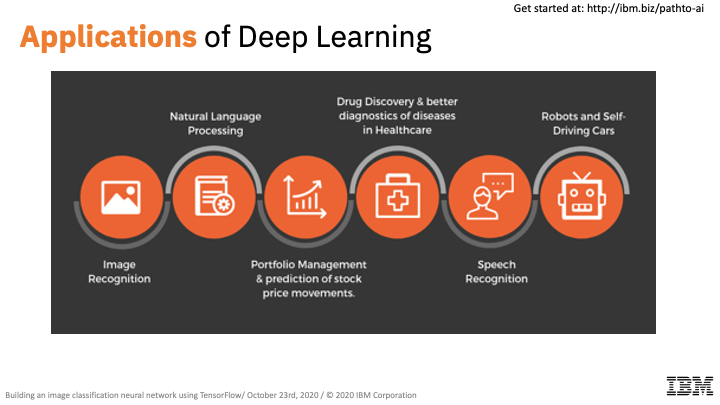 Get started at: http://ibm.biz/pathto-ai
Applications of Deep Learning
Natural Language
Processing
Drug Discovery & better
diagnostics of diseases
in Healthcare
Robots and Self-
Driving Cars
Image
Recognition
Portfolio Management
& prediction of stock
price movements.
Speech
Recognition
Building an image classification neural network using TensorFlow/ October 23rd, 2020 / © 2020 IBM Corporation
IBM